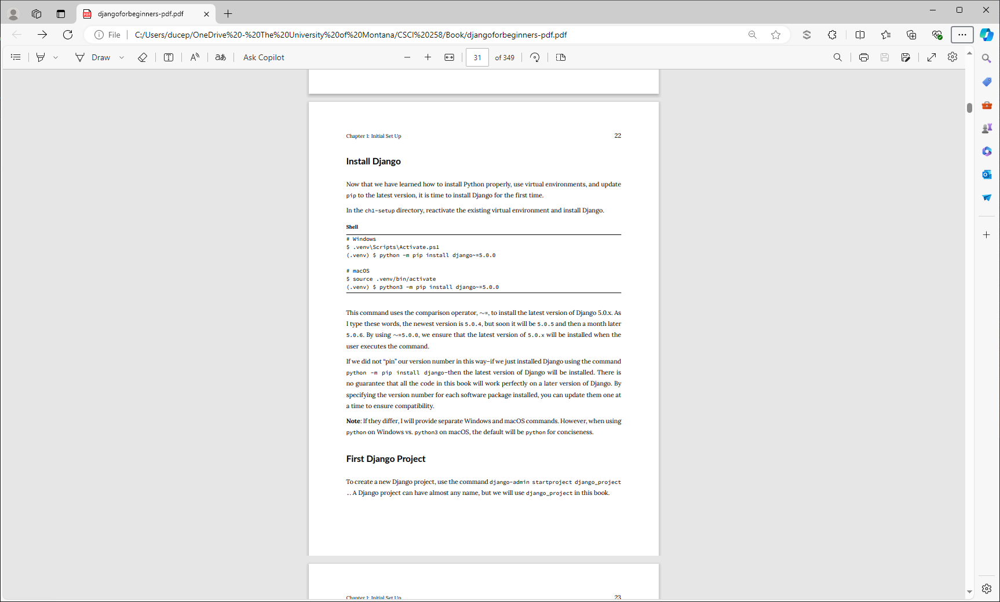 djangoforbeginners-pdf.pdf
File
C:/Users/ducep/OneDrive%20-%20The%20University%20of%20Montana/CSCI%20258/Book/djangoforbeginners-pdf.pdf
Draw
Ask Copilot
31
of 349
Chapter 1: Initial Set Up
22
Install Django
Now that we have learned how to install Python properly, use virtual environments, and update
pip to the latest version, it is time to install Django for the first time.
In the ch1-setup directory, reactivate the existing virtual environment and install Django.
Shell
# Windows
$ .venv\Scripts\Activate.ps1
(.venv) $ python -m pip install django~=5.0.0
# macOS
$ source .venv/bin/activate
(.venv) $ python3 -m pip install django~=5.0.0
This command uses the comparison operator, ~=, to install the latest version of Django 5.0.x. As
I type these words, the newest version is 5.0.4, but soon it will be 5.0.5 and then a month later
5.0.6. By using ~=5.0.0, we ensure that the latest version of 5.0.x will be installed when the
user executes the command.
If we did not “pin” our version number in this way–if we just installed Django using the command
python -m pip install django–then the latest version of Django will be installed. There is
no guarantee that all the code in this book will work perfectly on a later version of Django. By
specifying the version number for each software package installed, you can update them one at
a time to ensure compatibility.
Note: If they differ, I will provide separate Windows and macOS commands. However, when using
python on Windows vs. python3 on macOS, the default will be python for conciseness.
First Django Project
To create a new Django project, use the command django-admin startproject django_project
.. A Django project can have almost any name, but we will use django_project in this book.
Chapter 1: Initial Set Up
23